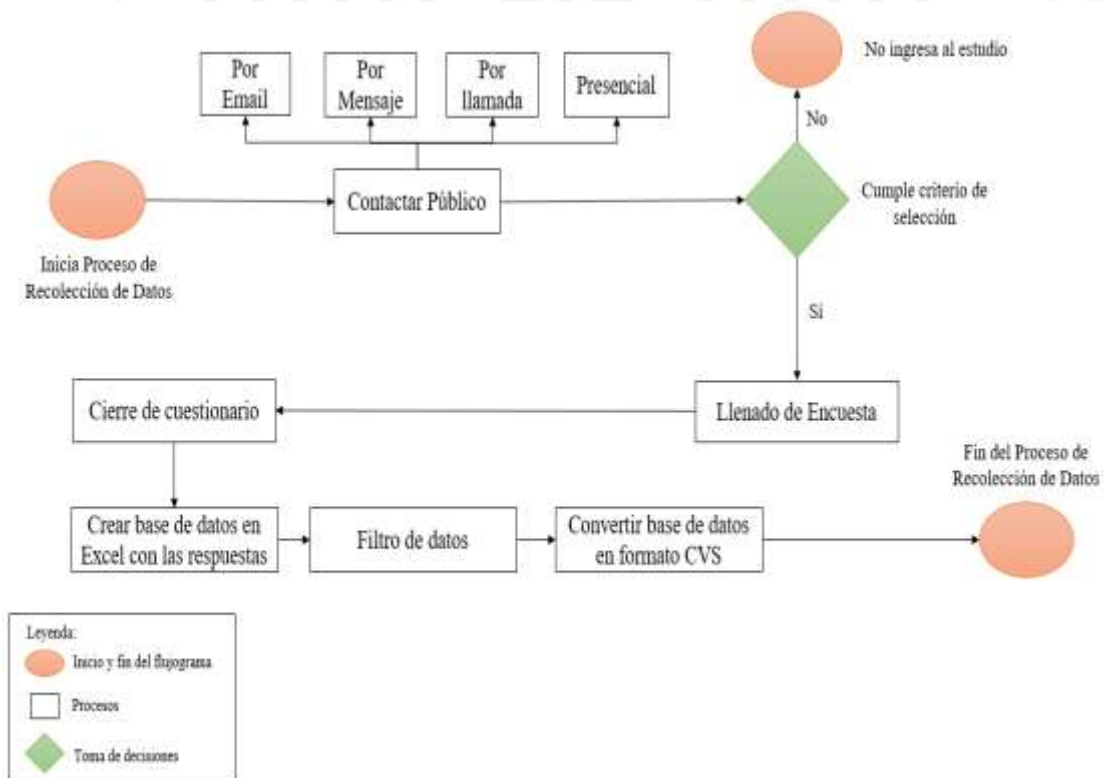 Por
Email
Por
Mensaje
Por
llamada
Presencial
No ingresa al estudio
No
Contactar Público
Cumple criterio de
selección
Inicia Proceso de
Recolección de Datos
Si
Cierre de cuestionario
Llenado de Encuesta
Fin del Proceso de
Recolección de Datos
Crear base de datos en
Excel con las respuestas
Filtro de datos
Convertir base de datos
en formato CVS
Leyenda:
Inicio y fin del flujograma
Procesos
Toma de decisiones